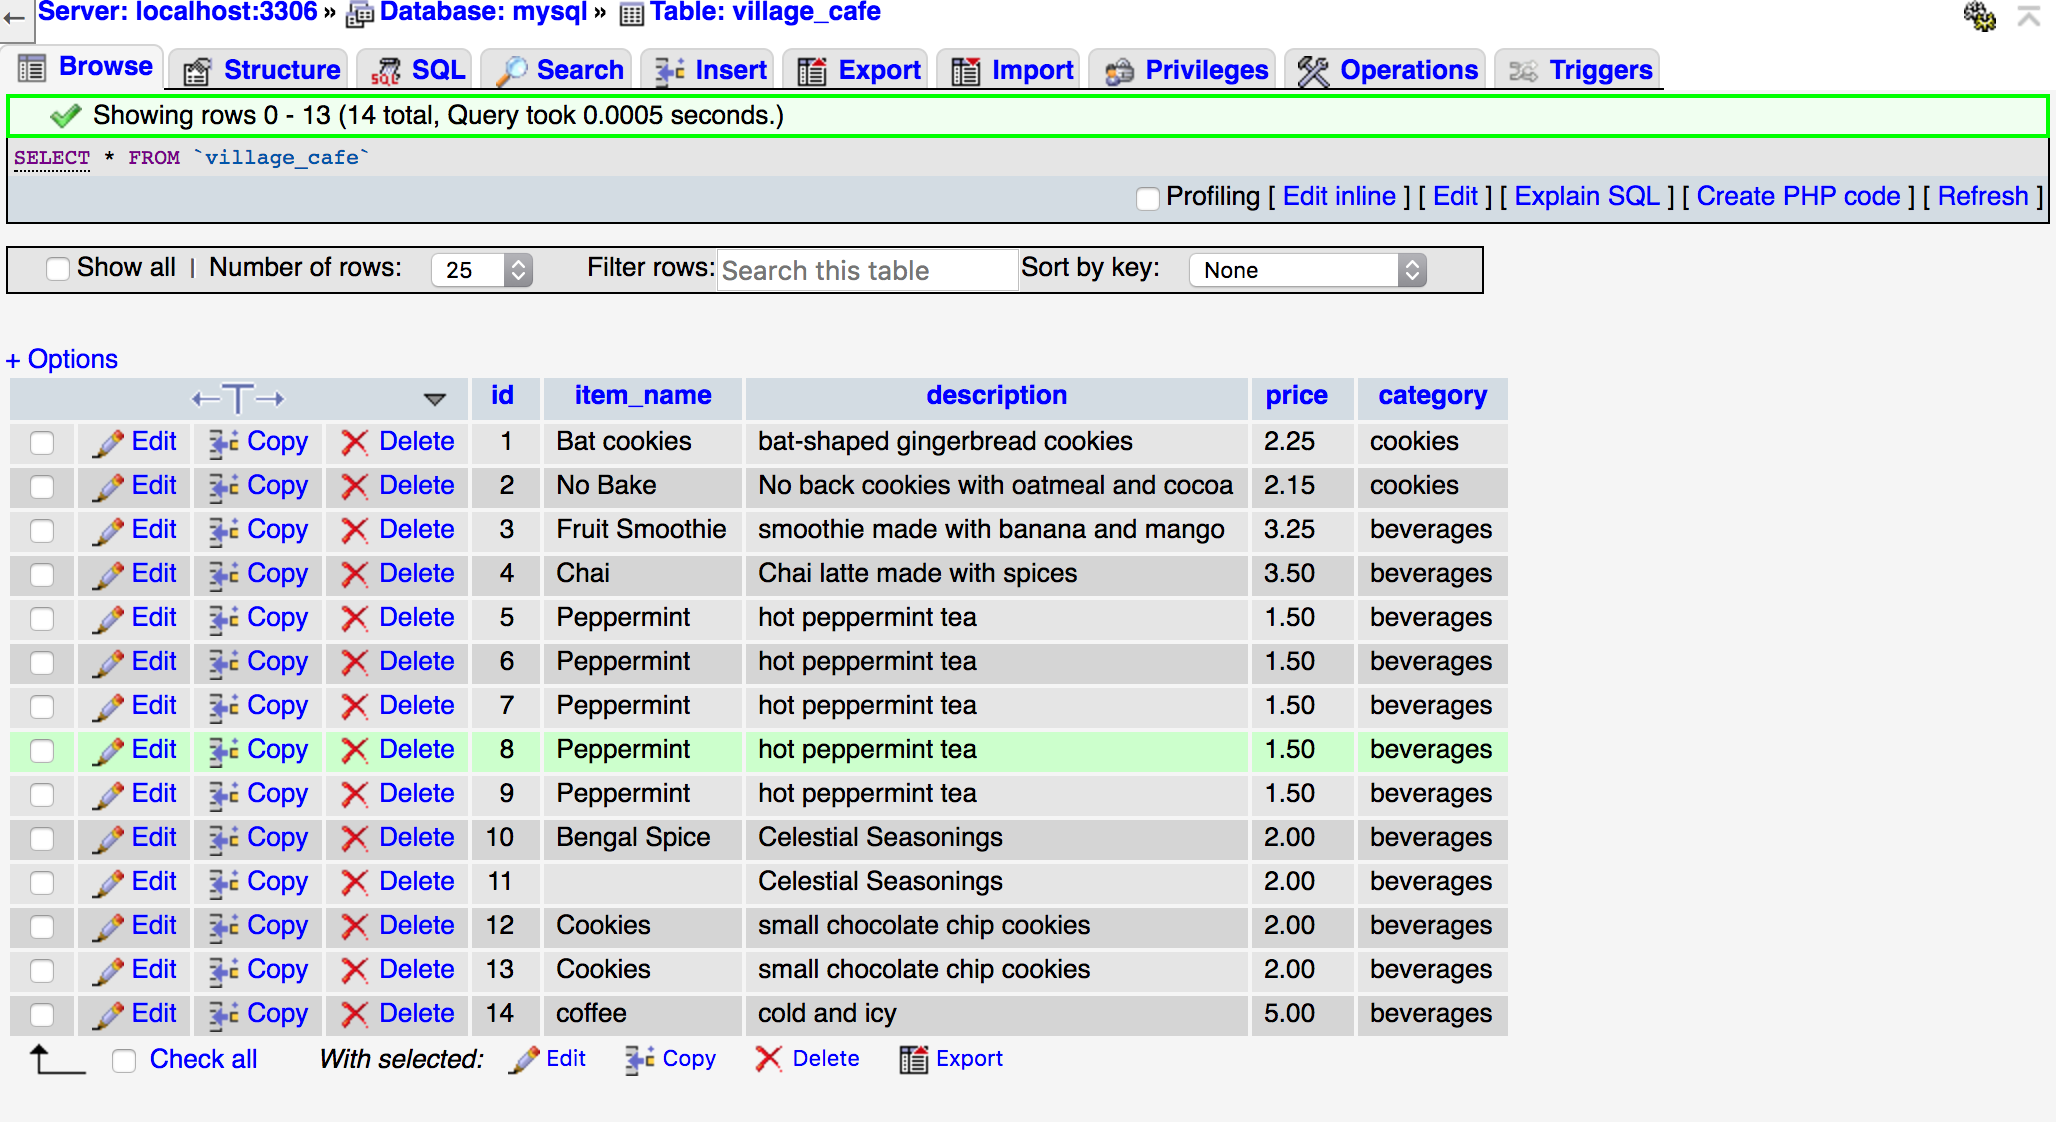 Server: localhost:3306 » Database: mysql » Table: village_cafe
Browse Structure SQL Search Insert Export Import Privileges Operations Triggers
Showing rows 0 - 13 (14 total, Query took 0.0005 seconds.)
SELECT * FROM `village_cafe`
Profiling [ Edit inline ] [ Edit ] [ Explain SQL ] [ Create PHP code ] [ Refresh ]
Show all | Number of rows: 25 Filter rows: Search this table Sort by key: None
+ Options
←T→ id item_name description price category
Edit Copy Delete 1 Bat cookies bat-shaped gingerbread cookies 2.25 cookies
Edit Copy Delete 2 No Bake No back cookies with oatmeal and cocoa 2.15 cookies
Edit Copy Delete 3 Fruit Smoothie smoothie made with banana and mango 3.25 beverages
Edit Copy Delete 4 Chai Chai latte made with spices 3.50 beverages
Edit Copy Delete 5 Peppermint hot peppermint tea 1.50 beverages
Edit Copy Delete 6 Peppermint hot peppermint tea 1.50 beverages
Edit Copy Delete 7 Peppermint hot peppermint tea 1.50 beverages
Edit Copy Delete 8 Peppermint hot peppermint tea 1.50 beverages
Edit Copy Delete 9 Peppermint hot peppermint tea 1.50 beverages
Edit Copy Delete 10 Bengal Spice Celestial Seasonings 2.00 beverages
Edit Copy Delete 11 Celestial Seasonings 2.00 beverages
Edit Copy Delete 12 Cookies small chocolate chip cookies 2.00 beverages
Edit Copy Delete 13 Cookies small chocolate chip cookies 2.00 beverages
Edit Copy Delete 14 coffee cold and icy 5.00 beverages
Check all With selected: Edit Copy Delete Export